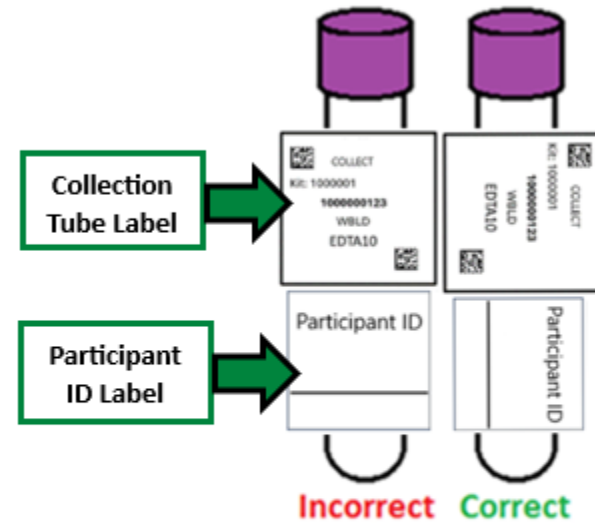 Collection
Tube Label
COLLECT
Kit: 1000001
1000000123
WBLD
EDTA10
COLLECT
Kit: 1000001
1000000123
WBLD
EDTA10
Participant
ID Label
Participant ID
Participant ID
Incorrect
Correct